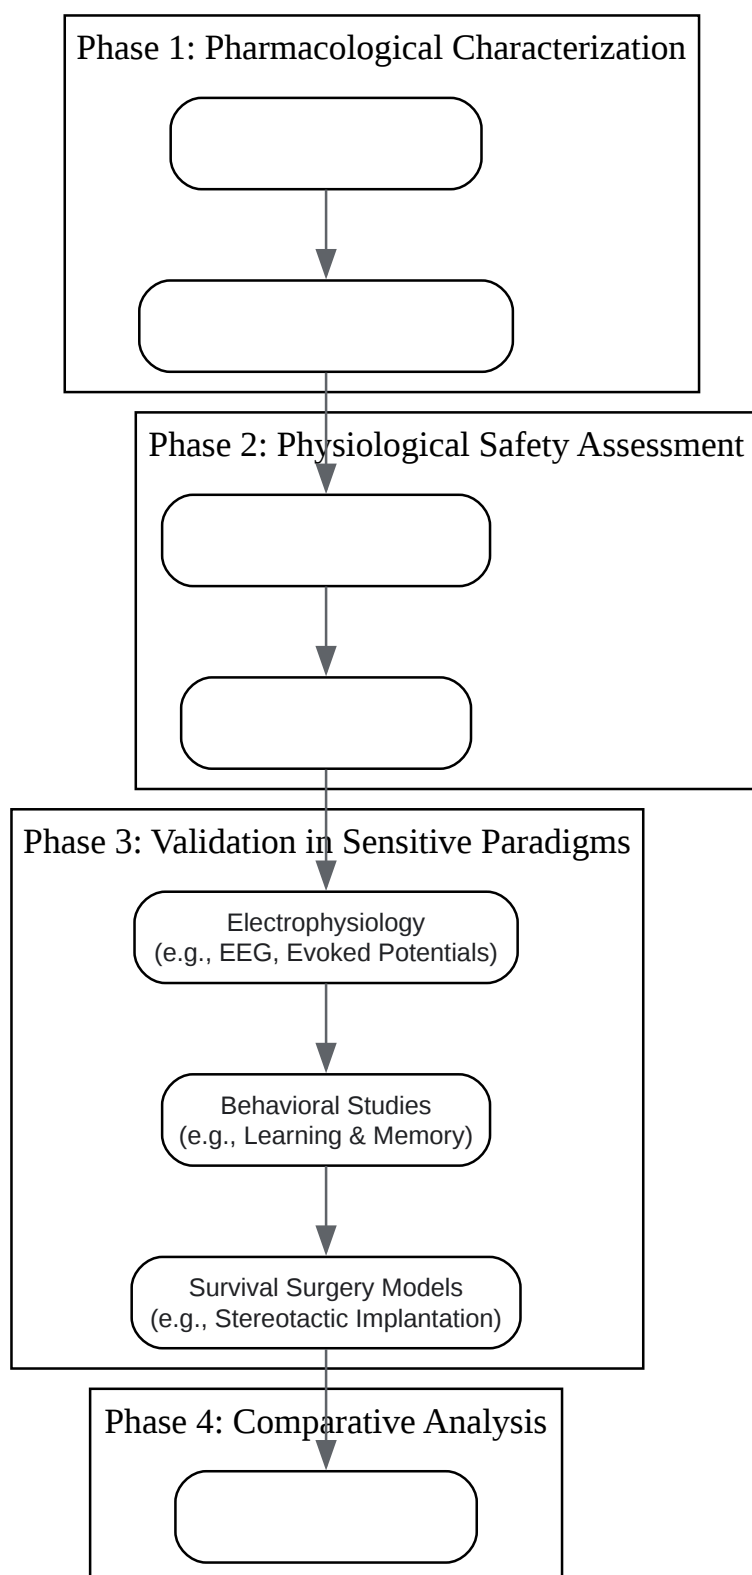 Phase 1: Pharmacological Characterization
Phase 2: Physiological Safety Assessment
Phase 3: Validation in Sensitive Paradigms
Electrophysiology
(e.g., EEG, Evoked Potentials)
Behavioral Studies
(e.g., Learning & Memory)
Survival Surgery Models
(e.g., Stereotactic Implantation)
Phase 4: Comparative Analysis